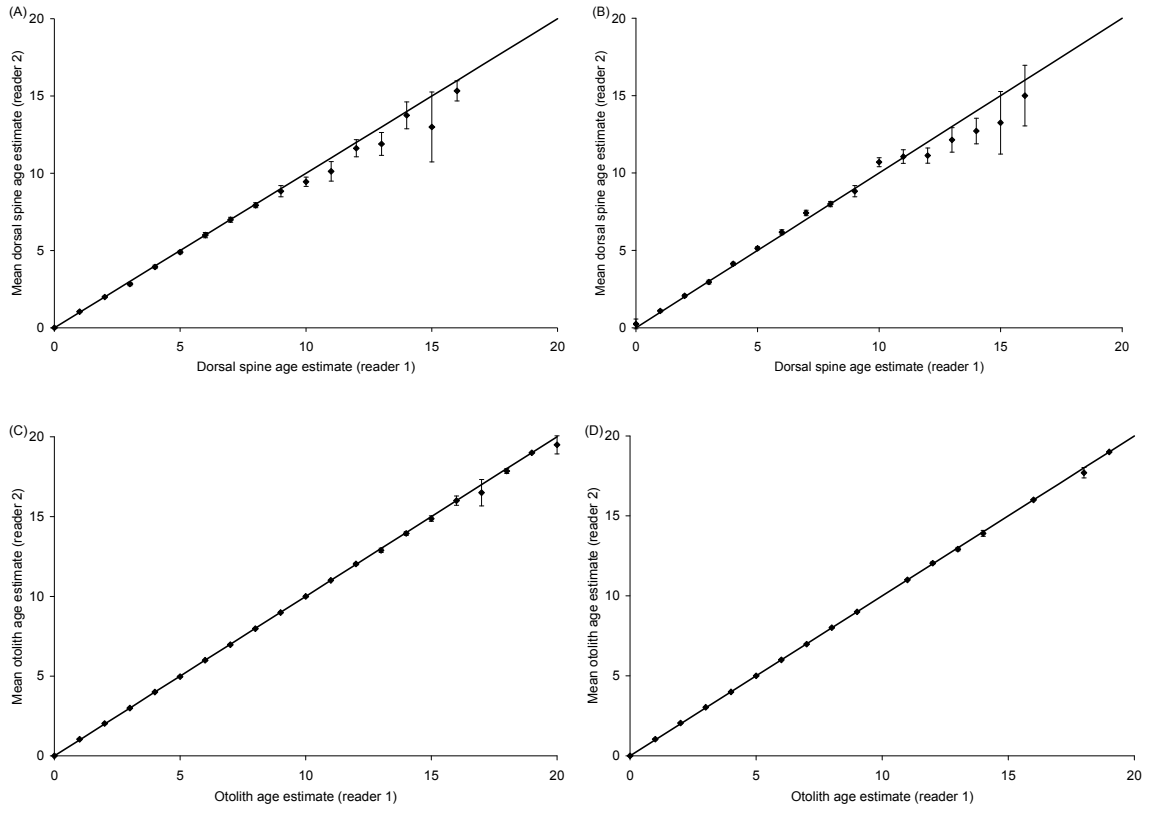 (A)
20
15
10
5
0
Mean dorsal spine age estimate (reader 2)
0 5 10 15 20
Dorsal spine age estimate (reader 1)
(B)
20
15
10
5
0
Mean dorsal spine age estimate (reader 2)
0 5 10 15 20
Dorsal spine age estimate (reader 1)
(C)
20
15
10
5
0
Mean otolith age estimate (reader 2)
0 5 10 15 20
Otolith age estimate (reader 1)
(D)
20
15
10
5
0
Mean otolith age estimate (reader 2)
0 5 10 15 20
Otolith age estimate (reader 1)